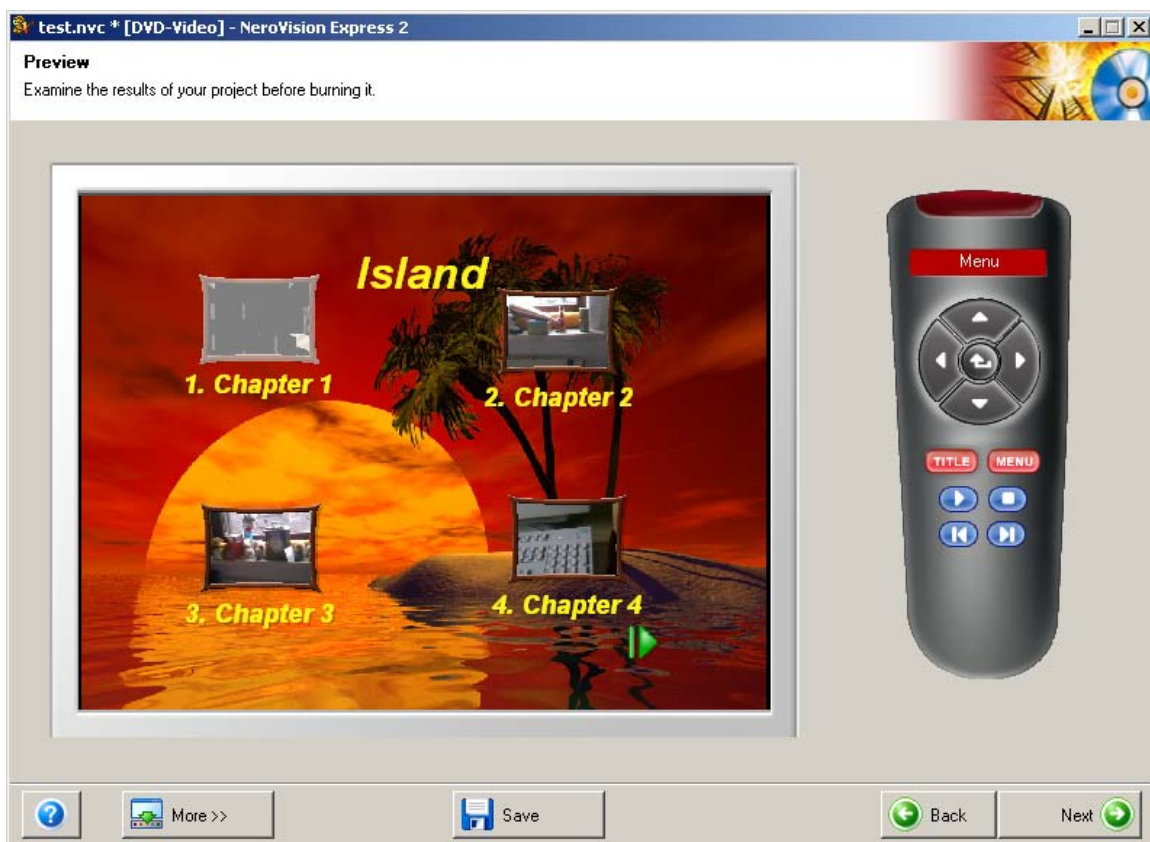 test.nvc * [DVD-Video] - NeroVision Express 2
Preview
Examine the results of your project before burning it.
Island
1. Chapter 1
2. Chapter 2
3. Chapter 3
4. Chapter 4
Menu
TITLE MENU
More >>
Save
Back
Next